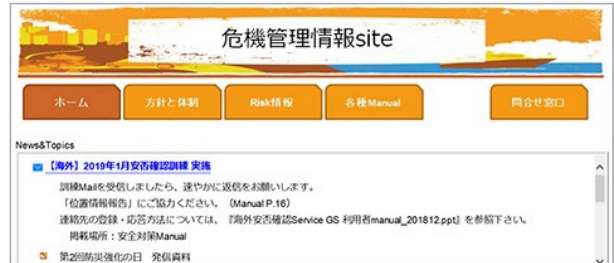 危機管理情報site
ホーム 方針と体制 Risk情報 各種Manual 問合せ窓口
News&Topics
【海外】2019年1月安否確認訓練 実施
訓練Mailを受信しましたら、速やかに返信をお願いします。
「位置情報報告」にご協力ください。（Manual P.16）
連絡先の登録・応答方法については、『海外安否確認Service GS 利用者manual_201812.ppt』を参照下さい。
掲載場所：安全対策Manual
第2回防災強化の日 発信資料